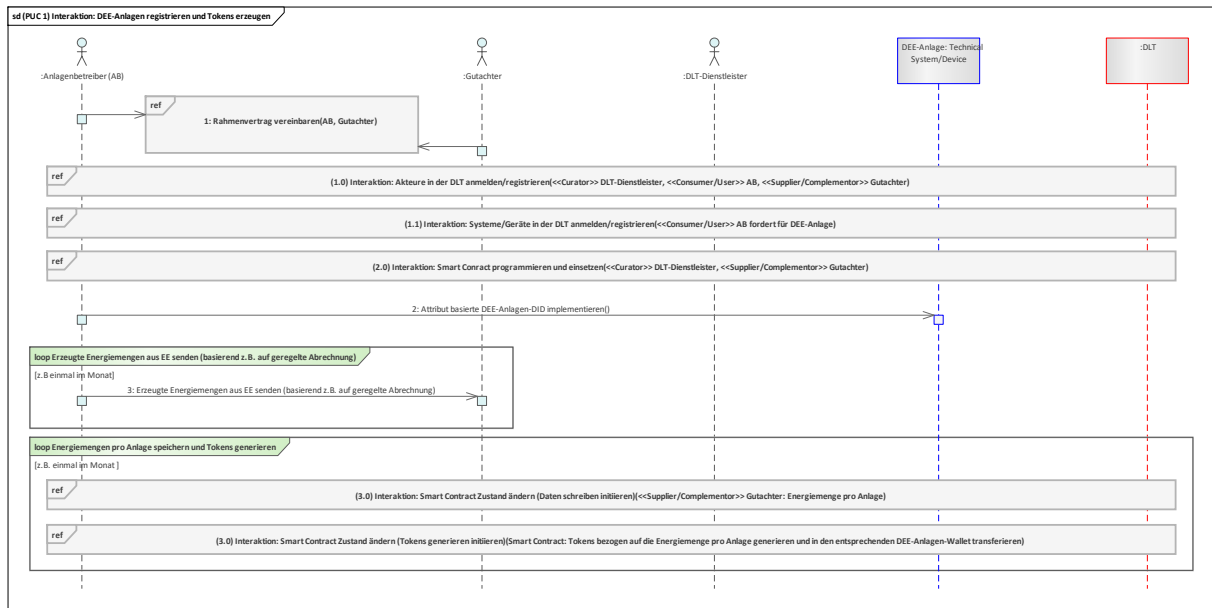 sd (PUC 1) Interaktion: DEE-Anlagen registrieren und Tokens erzeugen
:Anlagenbetreiber (AB)
:Gutachter
:DLT-Dienstleister
DEE-Anlage: Technical
System/Device
:DLT
ref
1: Rahmenvertrag vereinbaren(AB, Gutachter)
ref
(1.0) Interaktion: Akteure in der DLT anmelden/registrieren(<<Curator>> DLT-Dienstleister, <<Consumer/User>> AB, <<Supplier/Complementor>> Gutachter)
ref
(1.1) Interaktion: Systeme/Geräte in der DLT anmelden/registrieren(<<Consumer/User>> AB fordert für DEE-Anlage)
ref
(2.0) Interaktion: Smart Conract programmieren und einsetzen(<<Curator>> DLT-Dienstleister, <<Supplier/Complementor>> Gutachter)
2: Attribut basierte DEE-Anlagen-DID implementieren()
loop Erzeugte Energiemengen aus EE senden (basierend z.B. auf geregelte Abrechnung)
[z.B einmal im Monat]
3: Erzeugte Energiemengen aus EE senden (basierend z.B. auf geregelte Abrechnung)
loop Energiemengen pro Anlage speichern und Tokens generieren
[z.B. einmal im Monat ]
ref
(3.0) Interaktion: Smart Contract Zustand ändern (Daten schreiben initiieren)(<<Supplier/Complementor>> Gutachter: Energiemenge pro Anlage)
ref
(3.0) Interaktion: Smart Contract Zustand ändern (Tokens generieren initiieren)(Smart Contract: Tokens bezogen auf die Energiemenge pro Anlage generieren und in den entsprechenden DEE-Anlagen-Wallet transferieren)